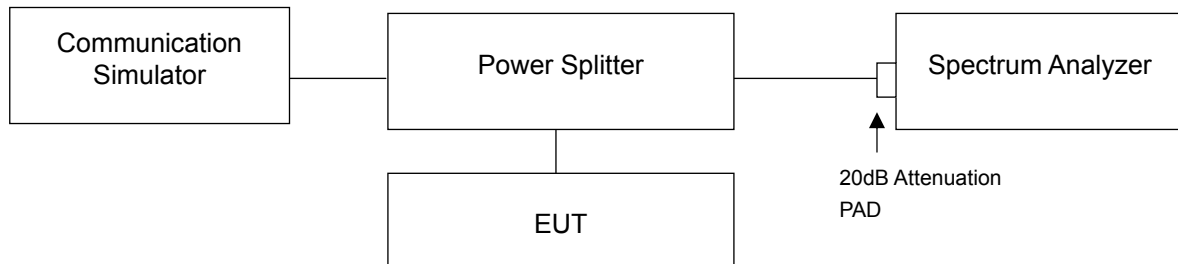 Communication
Simulator
Power Splitter
Spectrum Analyzer
20dB Attenuation
PAD
EUT